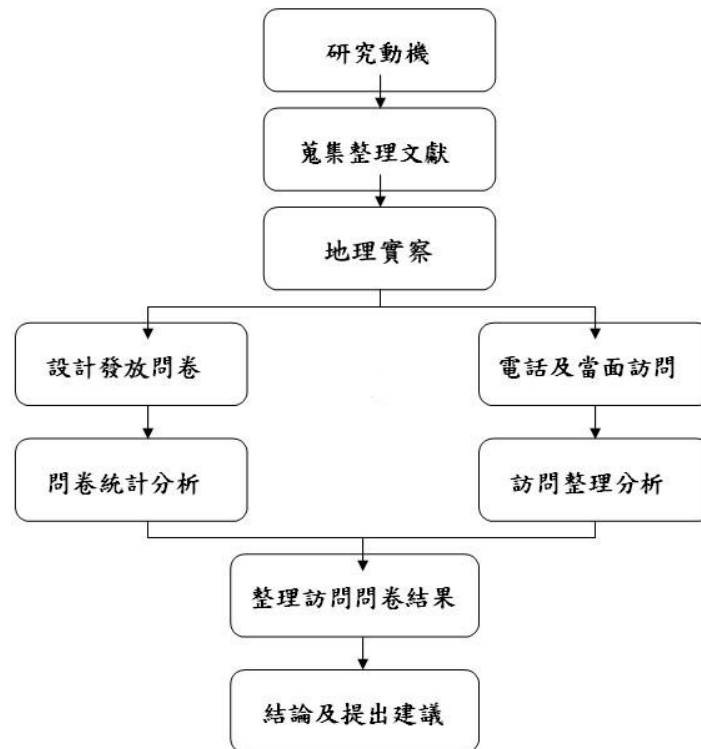 研究動機
蒐集整理文獻
地理實察
設計發放問卷
電話及當面訪問
問卷統計分析
訪問整理分析
整理訪問問卷結果
結論及提出建議